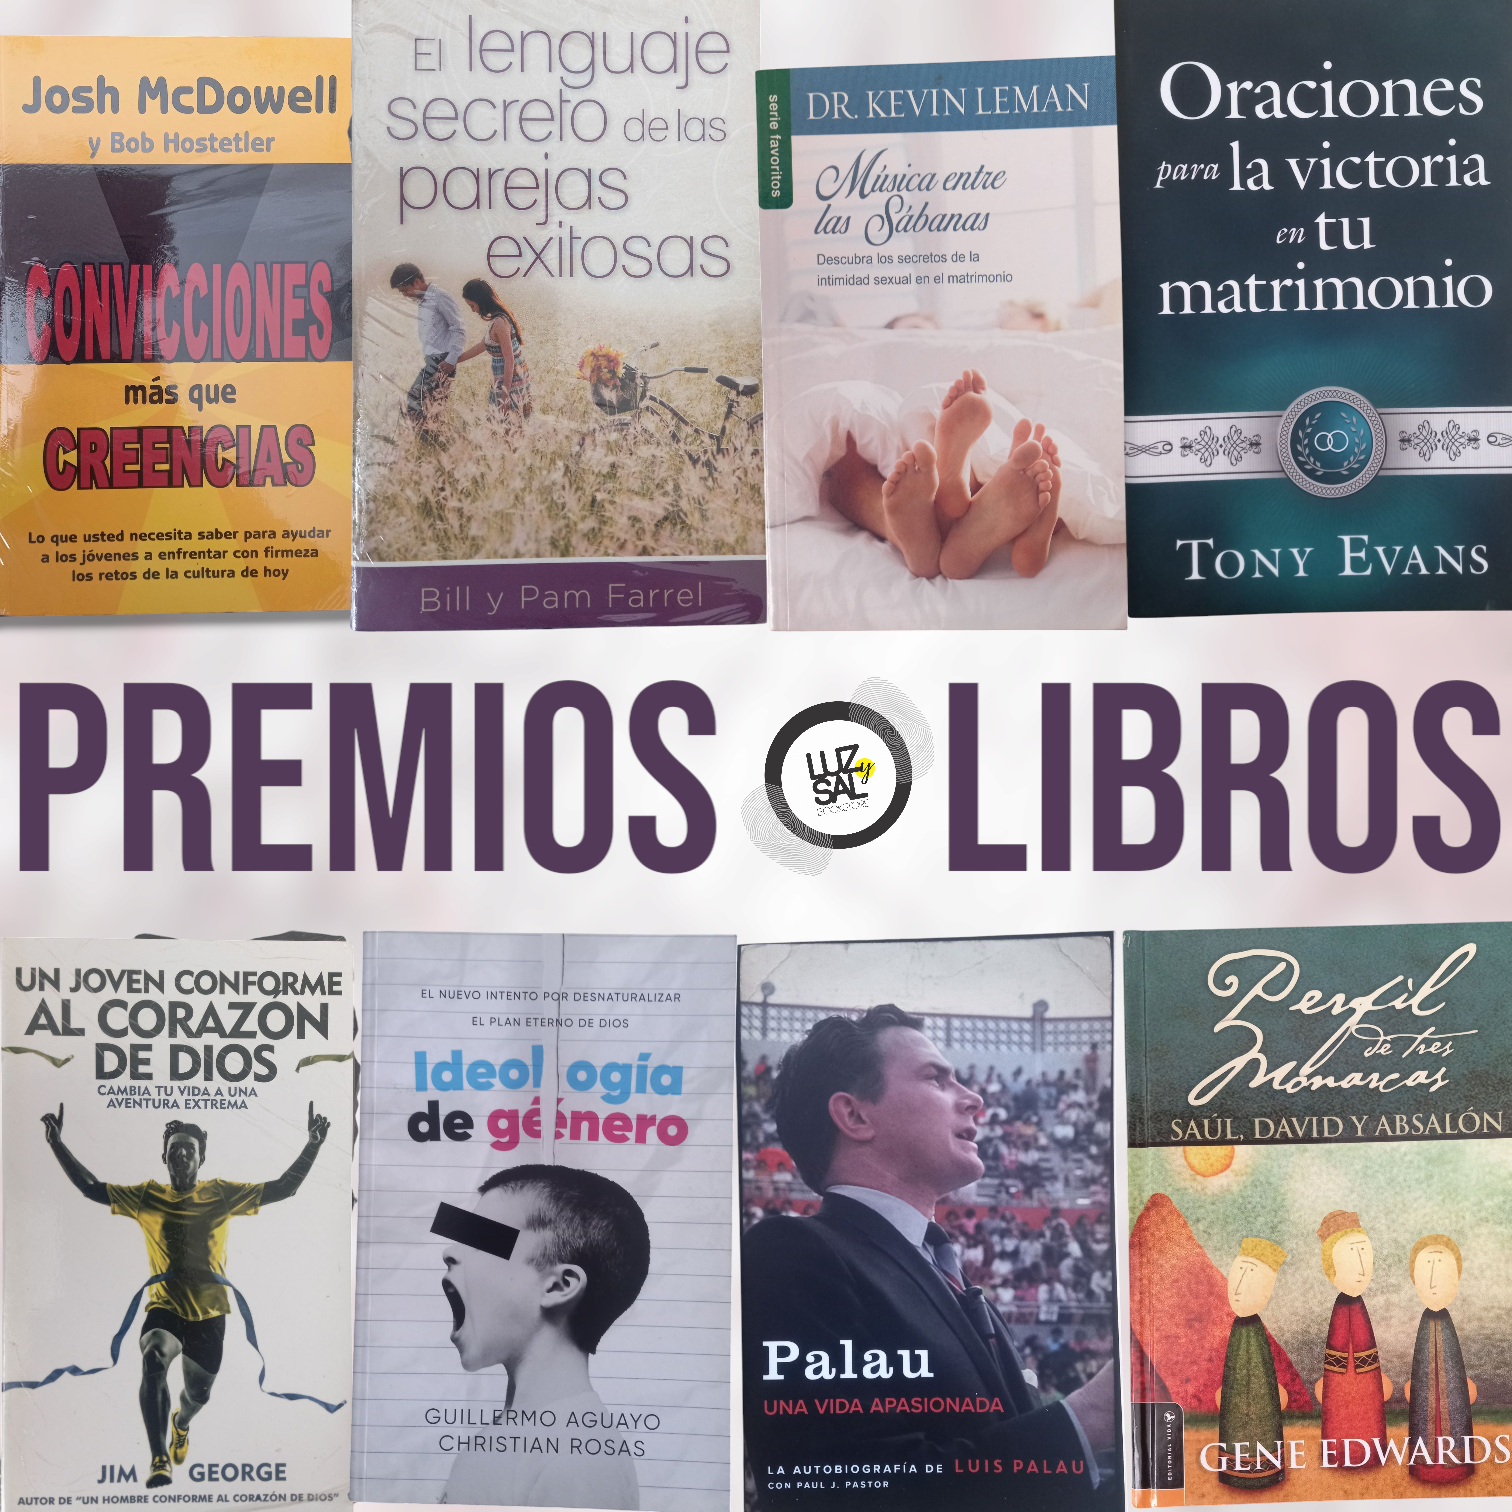 Josh McDowell
y Bob Hostetler
CONVICCIONES
más que
CREENCIAS
Lo que usted necesita saber para ayudar
a los jóvenes a enfrentar con firmeza
los retos de la cultura de hoy
El lenguaje
secreto de las
parejas
exitosas
Bill y Pam Farrel
serie favoritos
DR. KEVIN LEMAN
Música entre
las Sábanas
Descubra los secretos de la
intimidad sexual en el matrimonio
Oraciones
para la victoria
en tu
matrimonio
TONY EVANS
PREMIOS
LUZ y
SAL
BOOKSTORE
LIBROS
UN JOVEN CONFORME
AL CORAZÓN
DE DIOS
CAMBIA TU VIDA A UNA
AVENTURA EXTREMA
JIM GEORGE
AUTOR DE "UN HOMBRE CONFORME AL CORAZÓN DE DIOS"
EL NUEVO INTENTO POR DESNATURALIZAR
EL PLAN ETERNO DE DIOS
Ideología
de género
GUILLERMO AGUAYO
CHRISTIAN ROSAS
Palau
UNA VIDA APASIONADA
LA AUTOBIOGRAFÍA DE LUIS PALAU
CON PAUL J. PASTOR
Perfil
de tres
Monarcas
SAÚL, DAVID Y ABSALÓN
EDITORIAL VIDA
GENE EDWARDS